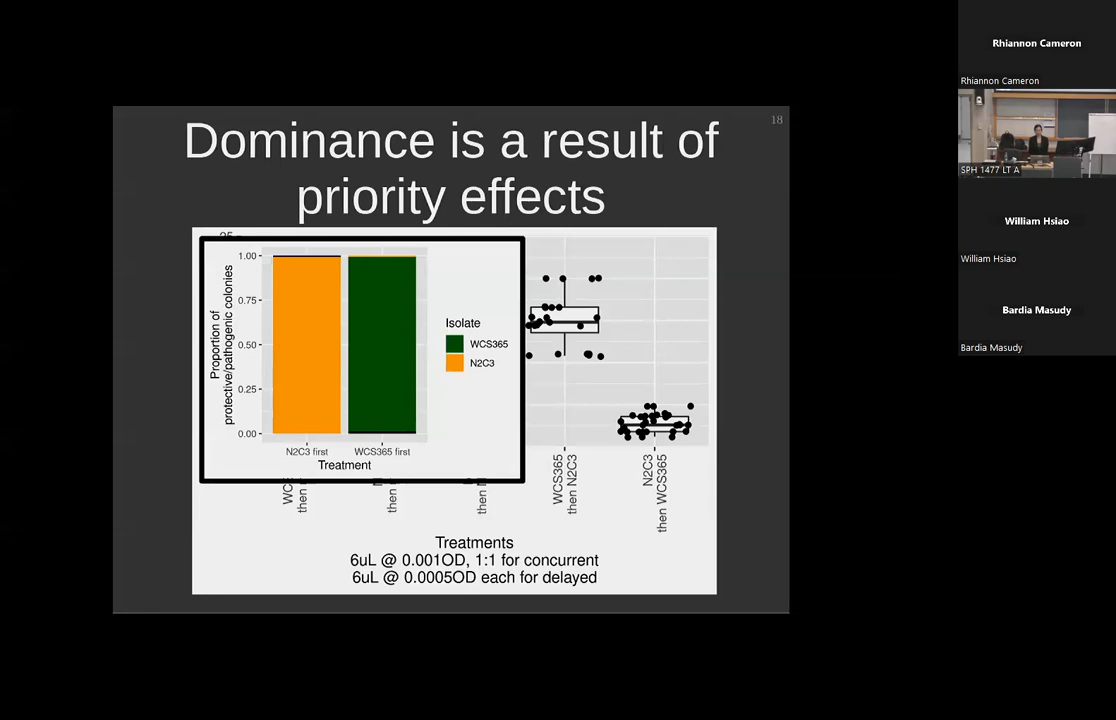 Dominance is a result of
priority effects
18
1.00
0.75
0.50
0.25
0.00
Proportion of
protective/pathogenic colonies
N2C3 first
WCS365 first
Treatment
Isolate
WCS365
N2C3
then
then
then N
WCS365
then N2C3
N2C3
then WCS365
Treatments
6uL @ 0.001OD, 1:1 for concurrent
6uL @ 0.0005OD each for delayed
Rhiannon Cameron
Rhiannon Cameron
SPH 1477 LT A
William Hsiao
William Hsiao
Bardia Masudy
Bardia Masudy